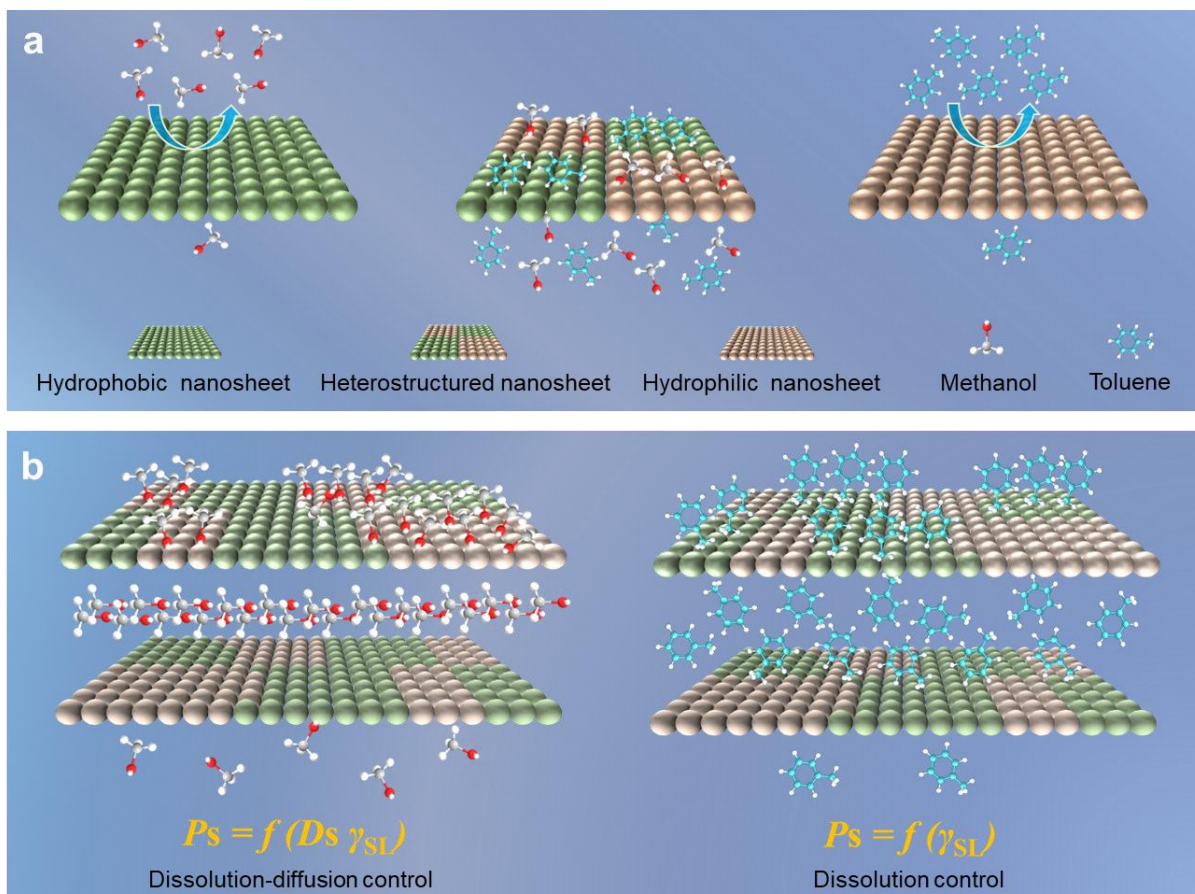 a
Hydrophobic nanosheet
Heterostructured nanosheet
Hydrophilic nanosheet
Methanol
Toluene
b
Ps = f (Ds γSL)
Ps = f (γSL)
Dissolution-diffusion control
Dissolution control